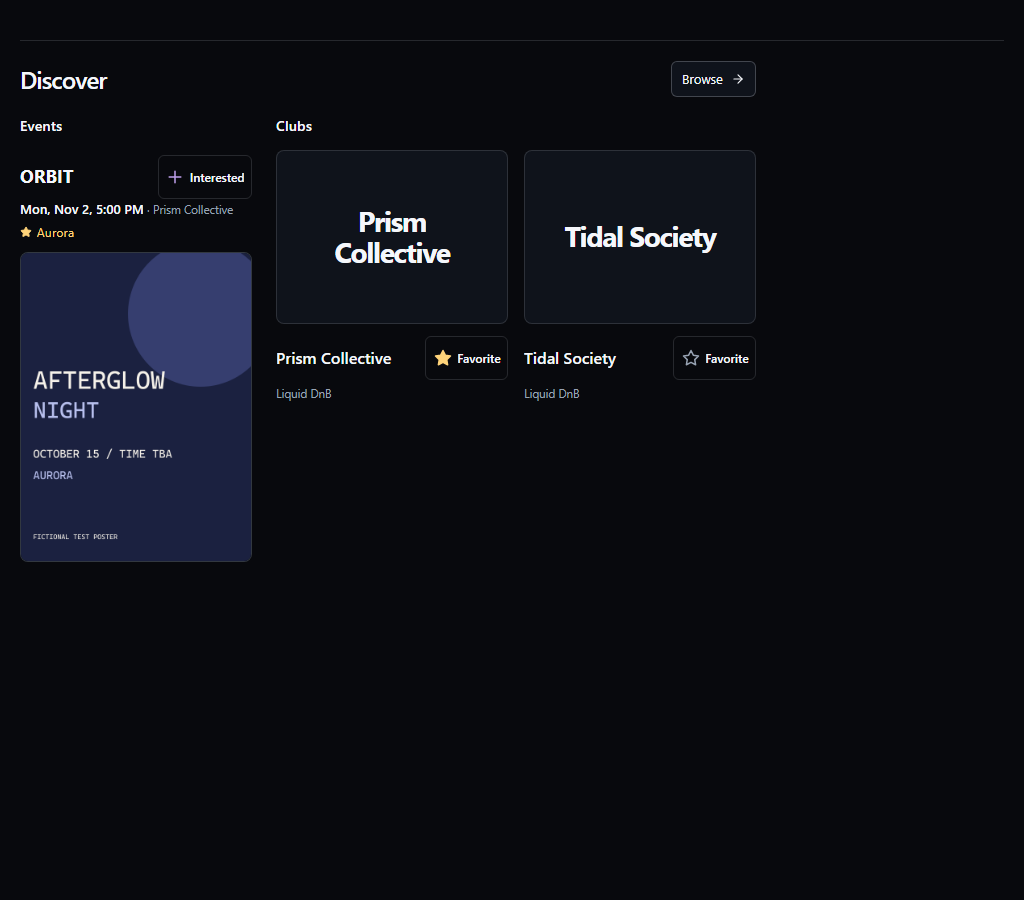 Discover
Browse
Events
Clubs
ORBIT
Interested
Mon, Nov 2, 5:00 PM · Prism Collective
Aurora
AFTERGLOW
NIGHT
OCTOBER 15 / TIME TBA
AURORA
FICTIONAL TEST POSTER
Prism
Collective
Prism Collective
Favorite
Liquid DnB
Tidal Society
Tidal Society
Favorite
Liquid DnB